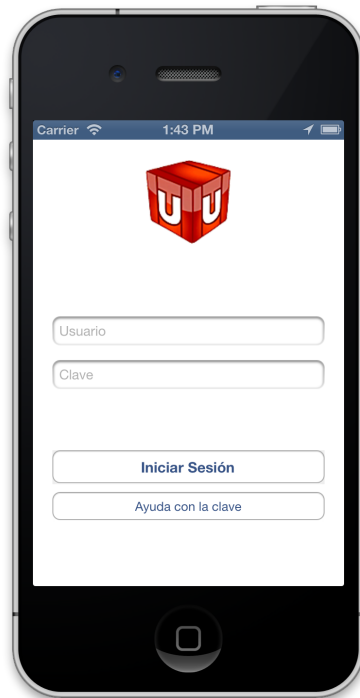 Carrier 1:43 PM
U U
Usuario
Clave
Iniciar Sesión
Ayuda con la clave